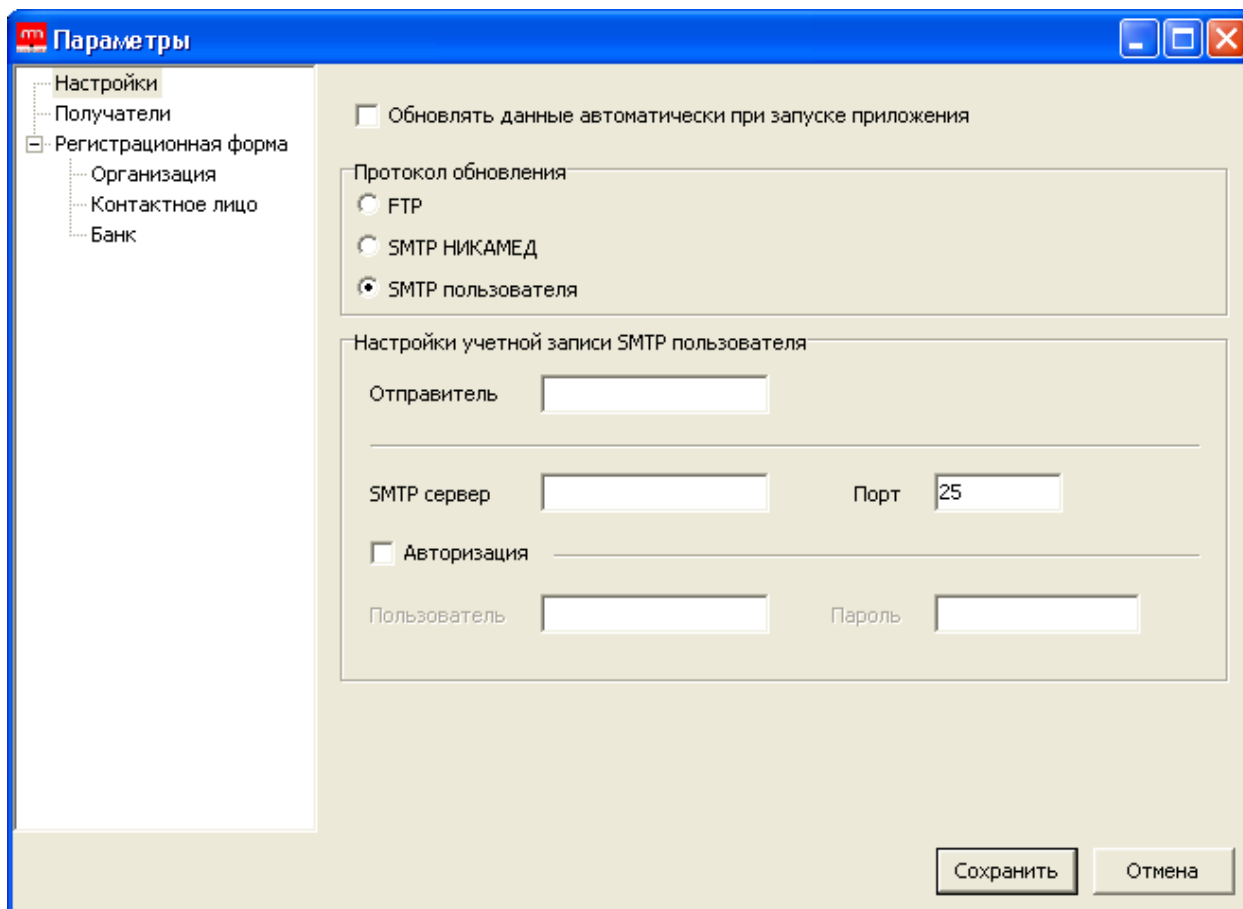 Параметры
Настройки
Получатели
Регистрационная форма
Организация
Контактное лицо
Банк
Обновлять данные автоматически при запуске приложения
Протокол обновления
FTP
SMTP НИКАМЕД
SMTP пользователя
Настройки учетной записи SMTP пользователя
Отправитель
SMTP сервер
Порт 25
Авторизация
Пользователь
Пароль
Сохранить
Отмена